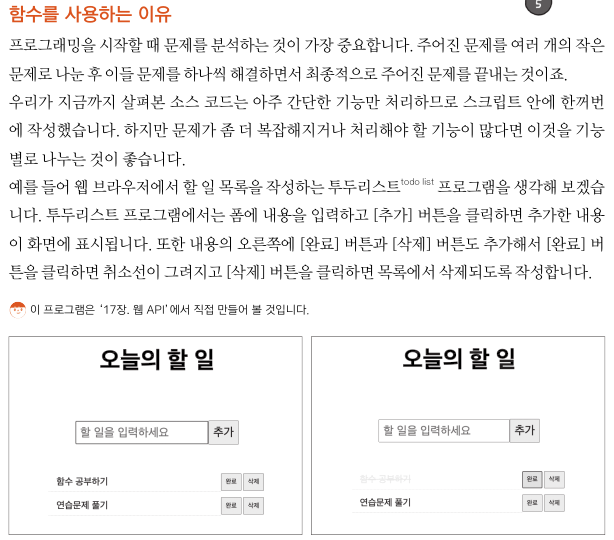 5
함수를 사용하는 이유
프로그래밍을 시작할 때 문제를 분석하는 것이 가장 중요합니다. 주어진 문제를 여러 개의 작은
문제로 나눈 후 이들 문제를 하나씩 해결하면서 최종적으로 주어진 문제를 끝내는 것이죠.
우리가 지금까지 살펴본 소스 코드는 아주 간단한 기능만 처리하므로 스크립트 안에 한꺼번
에 작성했습니다. 하지만 문제가 좀 더 복잡해지거나 처리해야 할 기능이 많다면 이것을 기능
별로 나누는 것이 좋습니다.
예를 들어 웹 브라우저에서 할 일 목록을 작성하는 투두리스트todo list 프로그램을 생각해 보겠습
니다. 투두리스트 프로그램에서는 폼에 내용을 입력하고 [추가] 버튼을 클릭하면 추가한 내용
이 화면에 표시됩니다. 또한 내용의 오른쪽에 [완료] 버튼과 [삭제] 버튼도 추가해서 [완료] 버
튼을 클릭하면 취소선이 그려지고 [삭제] 버튼을 클릭하면 목록에서 삭제되도록 작성합니다.
이 프로그램은 ‘17장. 웹 API’에서 직접 만들어 볼 것입니다.
오늘의 할 일
할 일을 입력하세요 추가
함수 공부하기 완료 삭제
연습문제 풀기 완료 삭제
오늘의 할 일
할 일을 입력하세요 추가
함수 공부하기 완료 삭제
연습문제 풀기 완료 삭제